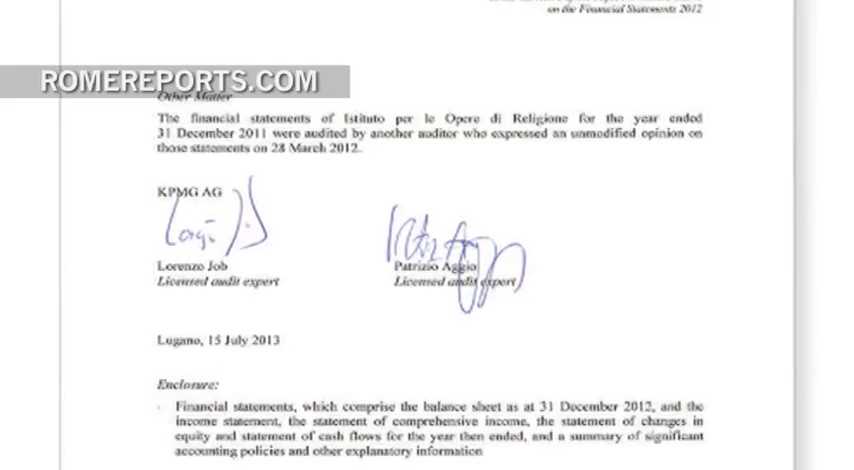 on the Financial Statements 2012
ROMEREPORTS.COM
Other Matter
The financial statements of Istituto per le Opere di Religione for the year ended
31 December 2011 were audited by another auditor who expressed an unmodified opinion on
those statements on 28 March 2012.
KPMG AG
Lorenzo Job Patrizio Aggio
Licensed audit expert Licensed audit expert
Lugano, 15 July 2013
Enclosure:
- Financial statements, which comprise the balance sheet as at 31 December 2012, and the
income statement, the statement of comprehensive income, the statement of changes in
equity and statement of cash flows for the year then ended, and a summary of significant
accounting policies and other explanatory information